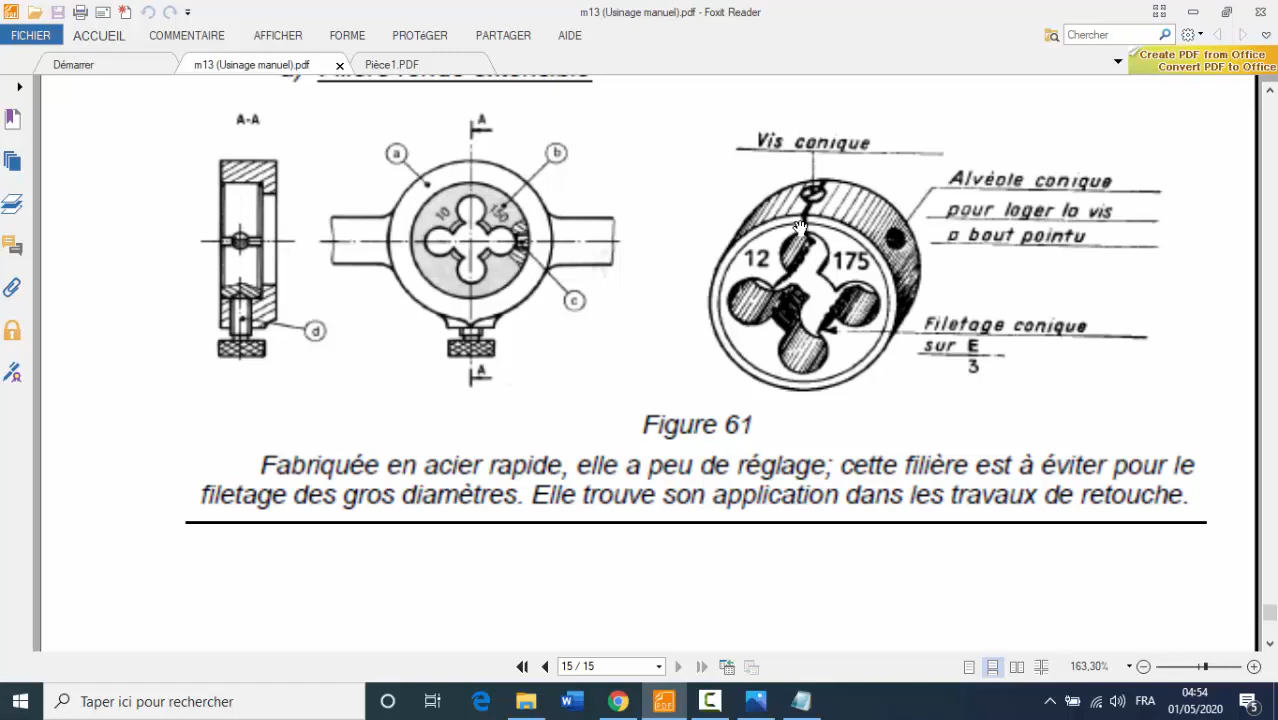 m13 (Usinage manuel).pdf - Foxit Reader
FICHIER
ACCUEIL
COMMENTAIRE
AFFICHER
FORME
PROTéGER
PARTAGER
AIDE
Chercher
Démarrer
m13 (Usinage manuel).pdf
Pièce1.PDF
Create PDF from Office
Convert PDF to Office
A-A
A
a
b
10
150
c
d
A
Vis conique
Alvéole conique
pour loger la vis
a bout pointu
12
175
Filetage conique
sur E
3
Figure 61
Fabriquée en acier rapide, elle a peu de réglage; cette filière est à éviter pour le
filetage des gros diamètres. Elle trouve son application dans les travaux de retouche.
15 / 15
163,30%
Taper ici pour rechercher
FRA
04:54
01/05/2020
5